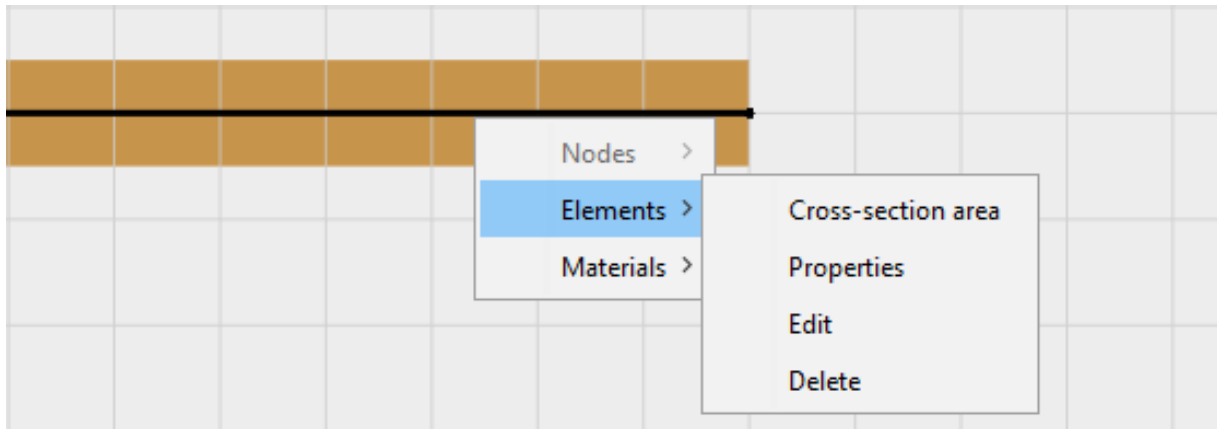 Nodes
Elements
Materials
Cross-section area
Properties
Edit
Delete